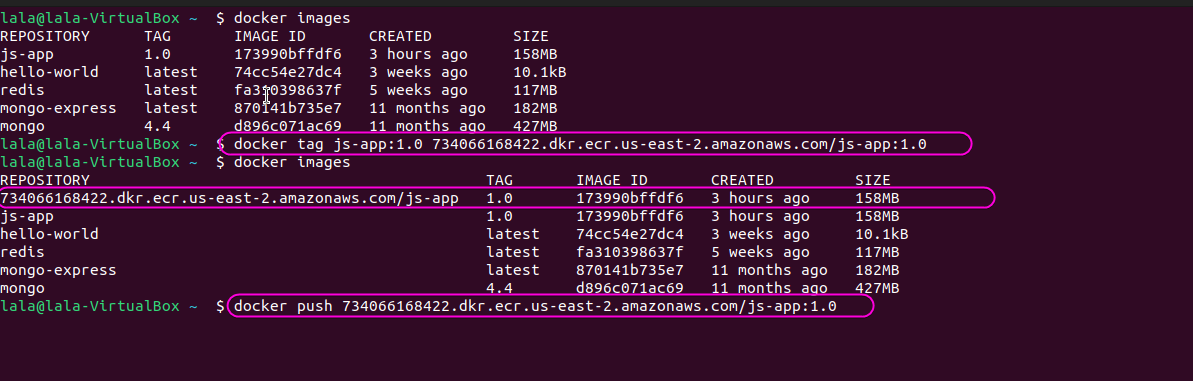 lala@lala-VirtualBox ~ $ docker images
REPOSITORY TAG IMAGE ID CREATED SIZE
js-app 1.0 173990bffdf6 3 hours ago 158MB
hello-world latest 74cc54e27dc4 3 weeks ago 10.1kB
redis latest fa310398637f 5 weeks ago 117MB
mongo-express latest 870141b735e7 11 months ago 182MB
mongo 4.4 d896c071ac69 11 months ago 427MB
lala@lala-VirtualBox ~ $ docker tag js-app:1.0 734066168422.dkr.ecr.us-east-2.amazonaws.com/js-app:1.0
lala@lala-VirtualBox ~ $ docker images
REPOSITORY TAG IMAGE ID CREATED SIZE
734066168422.dkr.ecr.us-east-2.amazonaws.com/js-app 1.0 173990bffdf6 3 hours ago 158MB
js-app 1.0 173990bffdf6 3 hours ago 158MB
hello-world latest 74cc54e27dc4 3 weeks ago 10.1kB
redis latest fa310398637f 5 weeks ago 117MB
mongo-express latest 870141b735e7 11 months ago 182MB
mongo 4.4 d896c071ac69 11 months ago 427MB
lala@lala-VirtualBox ~ $ docker push 734066168422.dkr.ecr.us-east-2.amazonaws.com/js-app:1.0